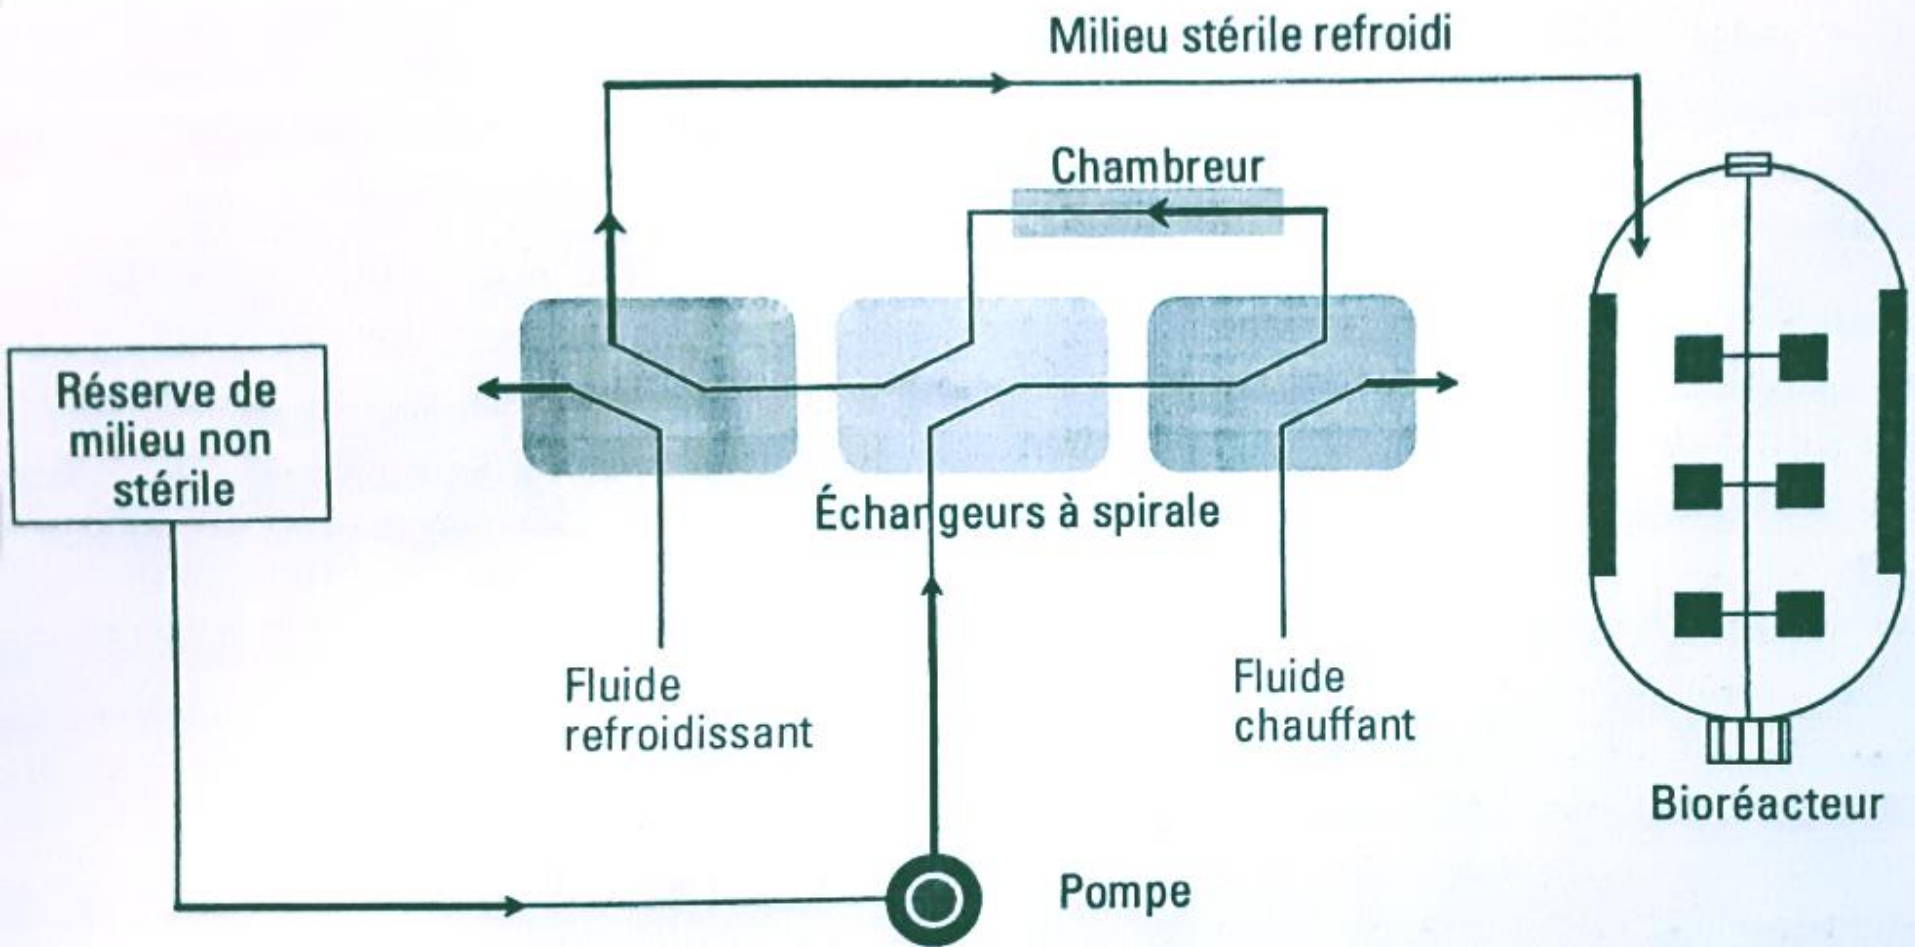 Milieu stérile refroidi
Chambreur
Réserve de
milieu non
stérile
Échangeurs à spirale
Fluide
refroidissant
Fluide
chauffant
Bioréacteur
Pompe